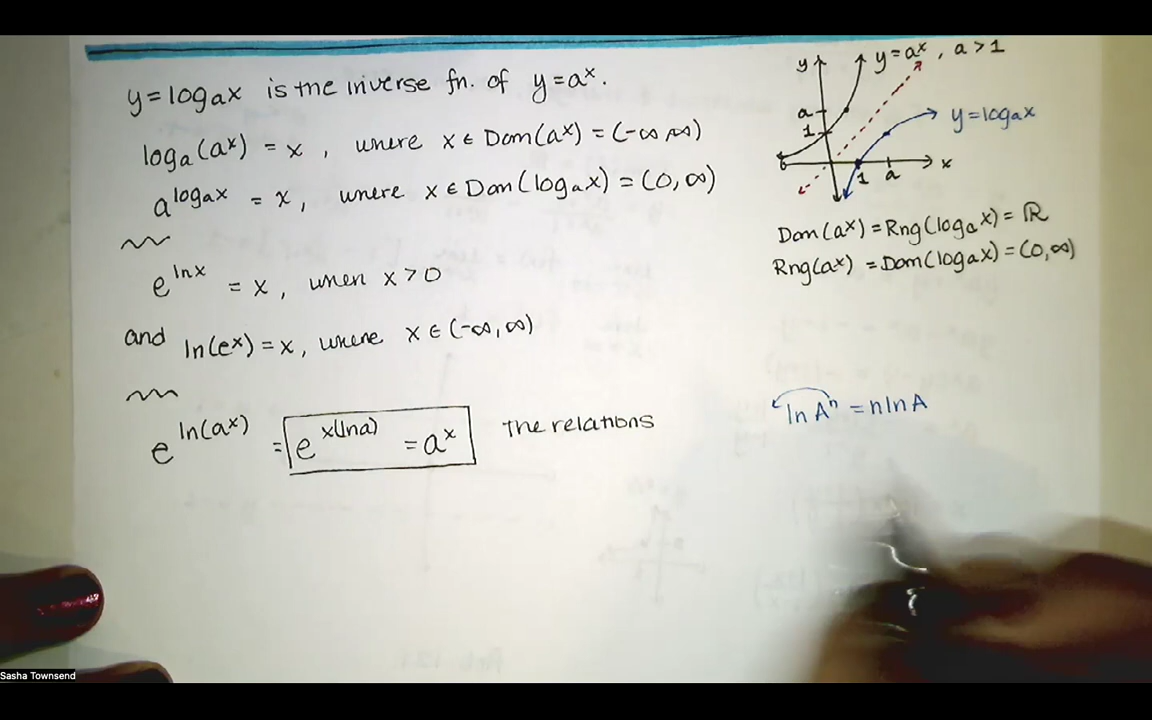 y = logₐx is the inverse fn. of y = aˣ.
logₐ(aˣ) = x , where x ∈ Dom(aˣ) = (-∞,∞)
a^(logₐx) = x , where x ∈ Dom(logₐx) = (0,∞)
e^(lnx) = x , when x > 0
and ln(eˣ) = x , where x ∈ (-∞,∞)
e^(ln(aˣ)) = e^(x(lna)) = aˣ The relations
y y = aˣ , a > 1
a
1
y = logₐx
x
1 a
Dom(aˣ) = Rng(logₐx) = ℝ
Rng(aˣ) = Dom(logₐx) = (0,∞)
ln Aⁿ = n ln A
Sasha Townsend